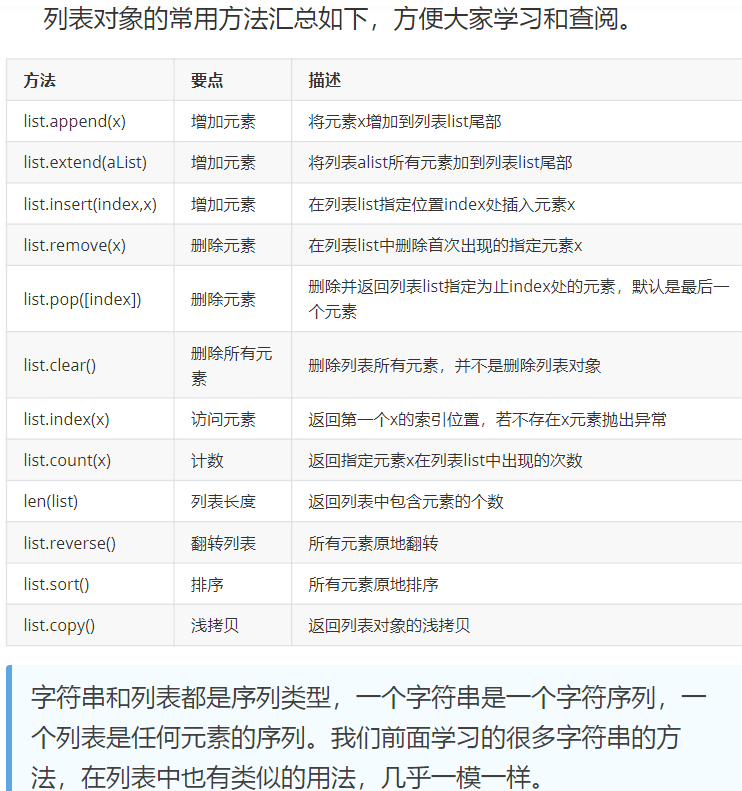 列表对象的常用方法汇总如下，方便大家学习和查阅。
方法 要点 描述
list.append(x) 增加元素 将元素x增加到列表list尾部
list.extend(aList) 增加元素 将列表alist所有元素加到列表list尾部
list.insert(index,x) 增加元素 在列表list指定位置index处插入元素x
list.remove(x) 删除元素 在列表list中删除首次出现的指定元素x
list.pop([index]) 删除元素 删除并返回列表list指定为止index处的元素，默认是最后一
个元素
list.clear() 删除所有元
素 删除列表所有元素，并不是删除列表对象
list.index(x) 访问元素 返回第一个x的索引位置，若不存在x元素抛出异常
list.count(x) 计数 返回指定元素x在列表list中出现的次数
len(list) 列表长度 返回列表中包含元素的个数
list.reverse() 翻转列表 所有元素原地翻转
list.sort() 排序 所有元素原地排序
list.copy() 浅拷贝 返回列表对象的浅拷贝
字符串和列表都是序列类型，一个字符串是一个字符序列，一
个列表是任何元素的序列。我们前面学习的很多字符串的方
法，在列表中也有类似的用法，几乎一模一样。